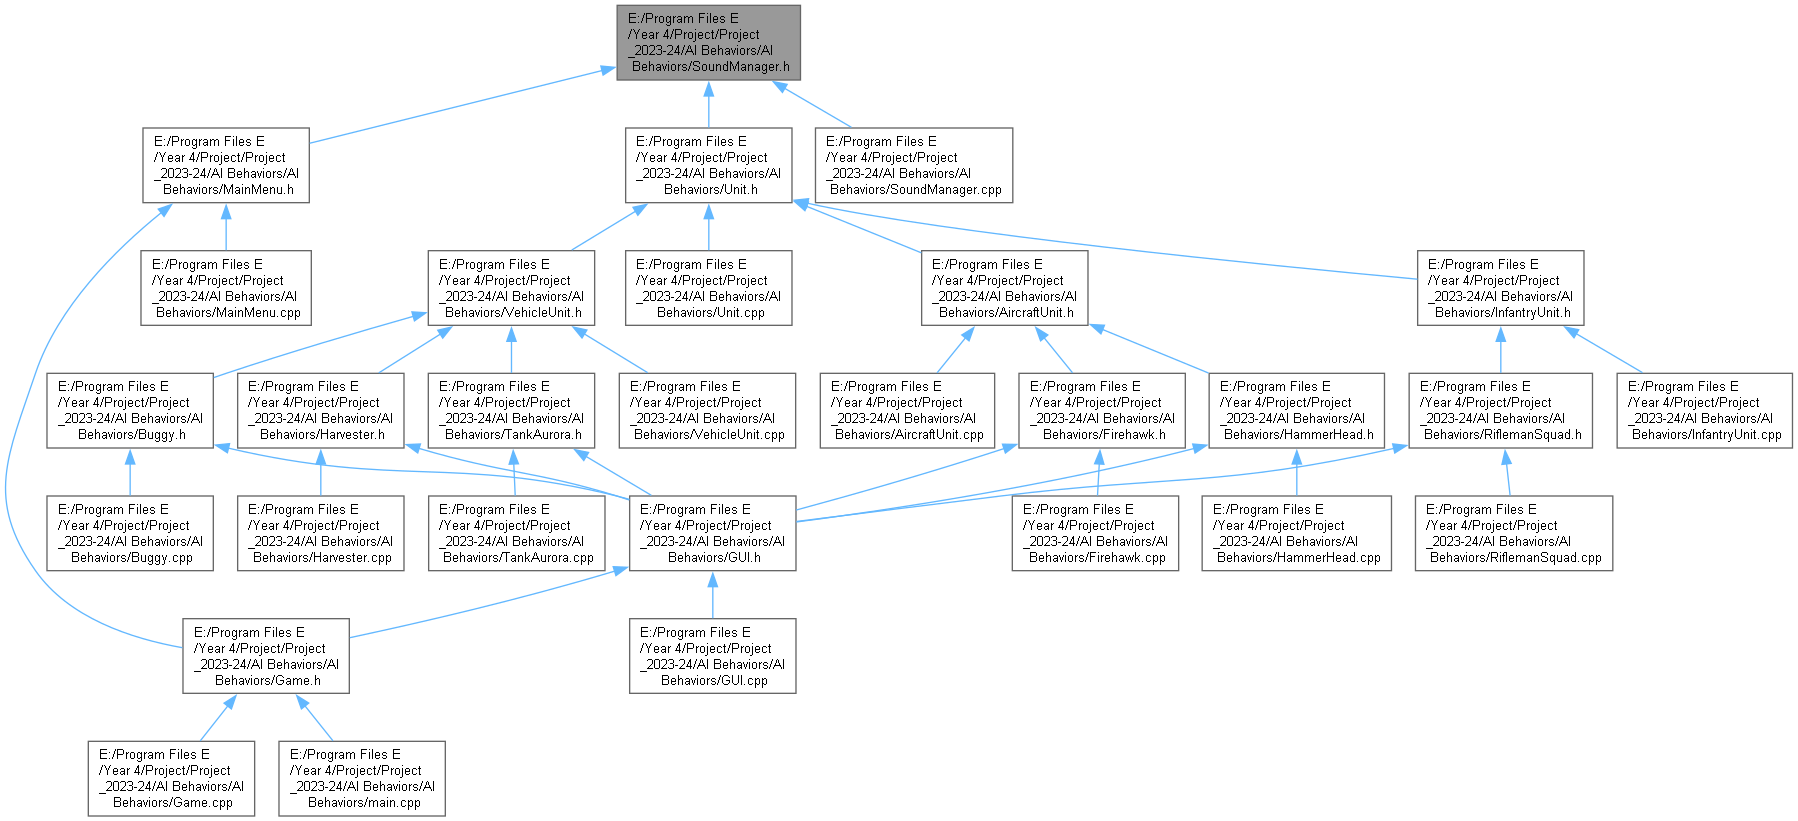 E:/Program Files E
/Year 4/Project/Project
_2023-24/AI Behaviors/AI
Behaviors/SoundManager.h
E:/Program Files E
/Year 4/Project/Project
_2023-24/AI Behaviors/AI
Behaviors/MainMenu.h
E:/Program Files E
/Year 4/Project/Project
_2023-24/AI Behaviors/AI
Behaviors/Unit.h
E:/Program Files E
/Year 4/Project/Project
_2023-24/AI Behaviors/AI
Behaviors/SoundManager.cpp
E:/Program Files E
/Year 4/Project/Project
_2023-24/AI Behaviors/AI
Behaviors/MainMenu.cpp
E:/Program Files E
/Year 4/Project/Project
_2023-24/AI Behaviors/AI
Behaviors/VehicleUnit.h
E:/Program Files E
/Year 4/Project/Project
_2023-24/AI Behaviors/AI
Behaviors/Unit.cpp
E:/Program Files E
/Year 4/Project/Project
_2023-24/AI Behaviors/AI
Behaviors/AircraftUnit.h
E:/Program Files E
/Year 4/Project/Project
_2023-24/AI Behaviors/AI
Behaviors/InfantryUnit.h
E:/Program Files E
/Year 4/Project/Project
_2023-24/AI Behaviors/AI
Behaviors/Buggy.h
E:/Program Files E
/Year 4/Project/Project
_2023-24/AI Behaviors/AI
Behaviors/Harvester.h
E:/Program Files E
/Year 4/Project/Project
_2023-24/AI Behaviors/AI
Behaviors/TankAurora.h
E:/Program Files E
/Year 4/Project/Project
_2023-24/AI Behaviors/AI
Behaviors/VehicleUnit.cpp
E:/Program Files E
/Year 4/Project/Project
_2023-24/AI Behaviors/AI
Behaviors/AircraftUnit.cpp
E:/Program Files E
/Year 4/Project/Project
_2023-24/AI Behaviors/AI
Behaviors/Firehawk.h
E:/Program Files E
/Year 4/Project/Project
_2023-24/AI Behaviors/AI
Behaviors/HammerHead.h
E:/Program Files E
/Year 4/Project/Project
_2023-24/AI Behaviors/AI
Behaviors/RiflemanSquad.h
E:/Program Files E
/Year 4/Project/Project
_2023-24/AI Behaviors/AI
Behaviors/InfantryUnit.cpp
E:/Program Files E
/Year 4/Project/Project
_2023-24/AI Behaviors/AI
Behaviors/Buggy.cpp
E:/Program Files E
/Year 4/Project/Project
_2023-24/AI Behaviors/AI
Behaviors/Harvester.cpp
E:/Program Files E
/Year 4/Project/Project
_2023-24/AI Behaviors/AI
Behaviors/TankAurora.cpp
E:/Program Files E
/Year 4/Project/Project
_2023-24/AI Behaviors/AI
Behaviors/GUI.h
E:/Program Files E
/Year 4/Project/Project
_2023-24/AI Behaviors/AI
Behaviors/Firehawk.cpp
E:/Program Files E
/Year 4/Project/Project
_2023-24/AI Behaviors/AI
Behaviors/HammerHead.cpp
E:/Program Files E
/Year 4/Project/Project
_2023-24/AI Behaviors/AI
Behaviors/RiflemanSquad.cpp
E:/Program Files E
/Year 4/Project/Project
_2023-24/AI Behaviors/AI
Behaviors/Game.h
E:/Program Files E
/Year 4/Project/Project
_2023-24/AI Behaviors/AI
Behaviors/GUI.cpp
E:/Program Files E
/Year 4/Project/Project
_2023-24/AI Behaviors/AI
Behaviors/Game.cpp
E:/Program Files E
/Year 4/Project/Project
_2023-24/AI Behaviors/AI
Behaviors/main.cpp